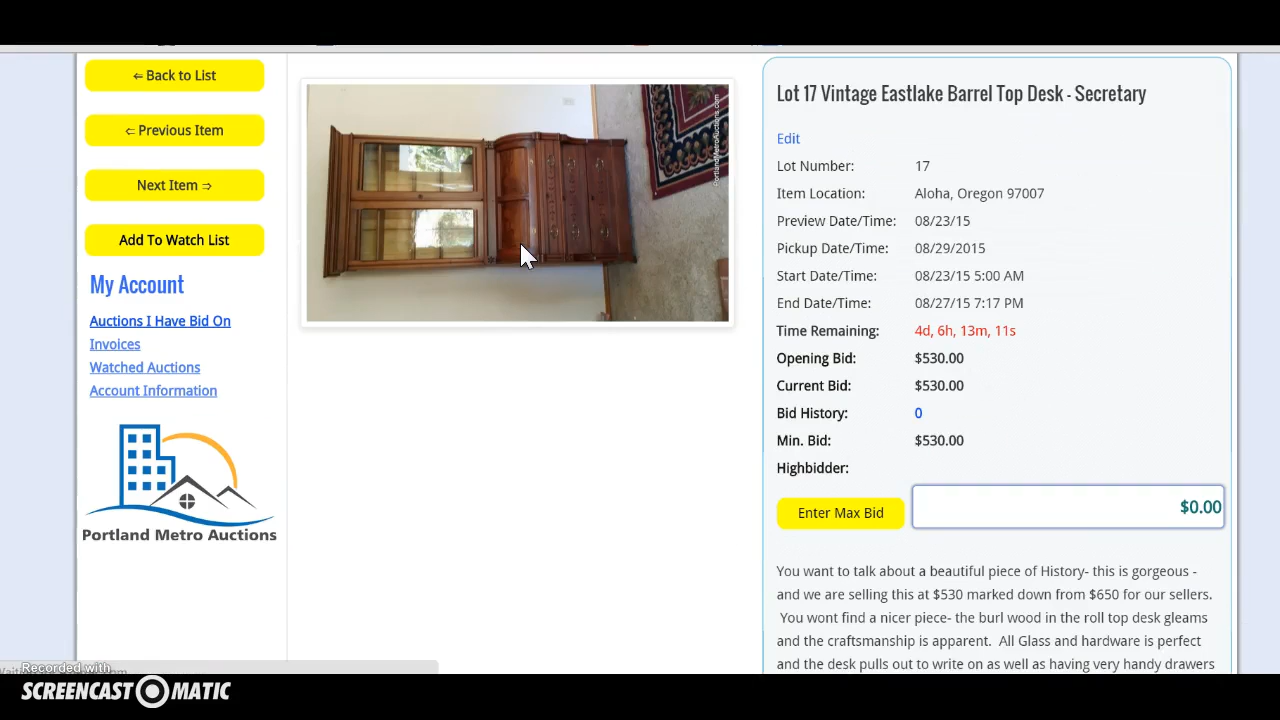 ⇐ Back to List
⇐ Previous Item
Next Item ⇒
Add To Watch List
My Account
Auctions I Have Bid On
Invoices
Watched Auctions
Account Information
Portland Metro Auctions
PortlandMetroAuctions.com
Lot 17 Vintage Eastlake Barrel Top Desk - Secretary
Edit
Lot Number: 17
Item Location: Aloha, Oregon 97007
Preview Date/Time: 08/23/15
Pickup Date/Time: 08/29/2015
Start Date/Time: 08/23/15 5:00 AM
End Date/Time: 08/27/15 7:17 PM
Time Remaining: 4d, 6h, 13m, 11s
Opening Bid: $530.00
Current Bid: $530.00
Bid History: 0
Min. Bid: $530.00
Highbidder:
Enter Max Bid $0.00
You want to talk about a beautiful piece of History- this is gorgeous -
and we are selling this at $530 marked down from $650 for our sellers.
You wont find a nicer piece- the burl wood in the roll top desk gleams
and the craftsmanship is apparent. All Glass and hardware is perfect
and the desk pulls out to write on as well as having very handy drawers
Recorded with
SCREENCAST MATIC